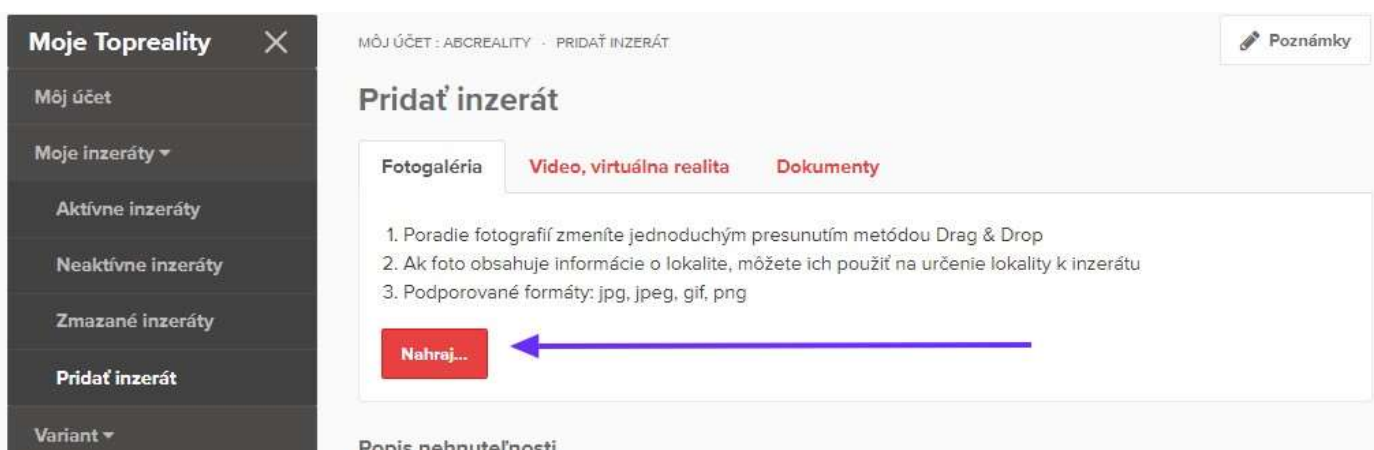 Moje Topreality
MÔJ ÚČET : ABCREALITY - PRIDAŤ INZERÁT
Poznámky
Môj účet
Moje inzeráty
Aktívne inzeráty
Neaktívne inzeráty
Zmazané inzeráty
Pridať inzerát
Variant
Pridať inzerát
Fotogaléria
Video, virtuálna realita
Dokumenty
1. Poradie fotografií zmeníte jednoduchým presunutím metódou Drag & Drop
2. Ak foto obsahuje informácie o lokalite, môžete ich použiť na určenie lokality k inzerátu
3. Podporované formáty: jpg, jpeg, gif, png
Nahraj...
Popis nehnuteľnosti